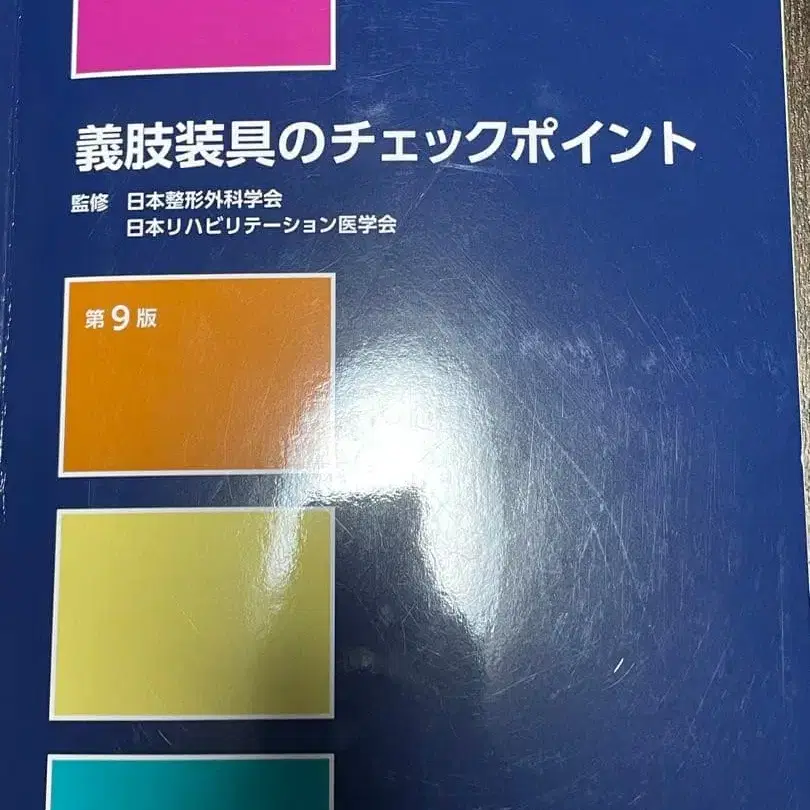 義肢装具のチェックポイント
監修 日本整形外科学会
日本リハビリテーション医学会
第9版